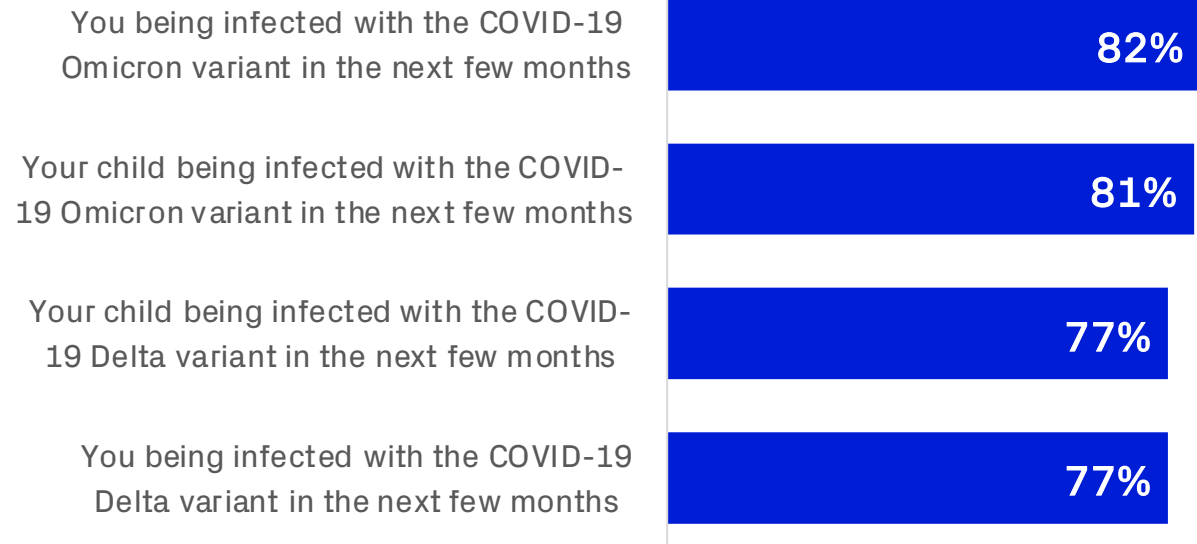 You being infected with the COVID-19
Omicron variant in the next few months
82%
Your child being infected with the COVID-
19 Omicron variant in the next few months
81%
Your child being infected with the COVID-
19 Delta variant in the next few months
77%
You being infected with the COVID-19
Delta variant in the next few months
77%